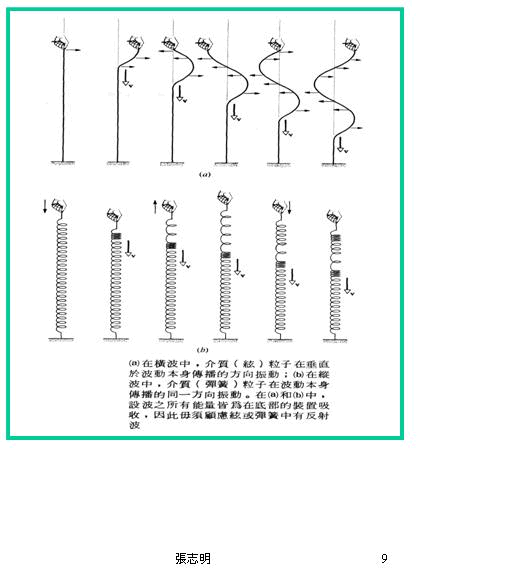 (a)
(b)
(a)在橫波中，介質（絃）粒子在垂直
於波動本身傳播的方向振動；(b)在縱
波中，介質（彈簧）粒子在波動本身
傳播的同一方向振動。在(a)和(b)中，
設波之所有能量皆爲在底部的裝置吸
收，因此毋須顧慮絃或彈簧中有反射
波
張志明
9